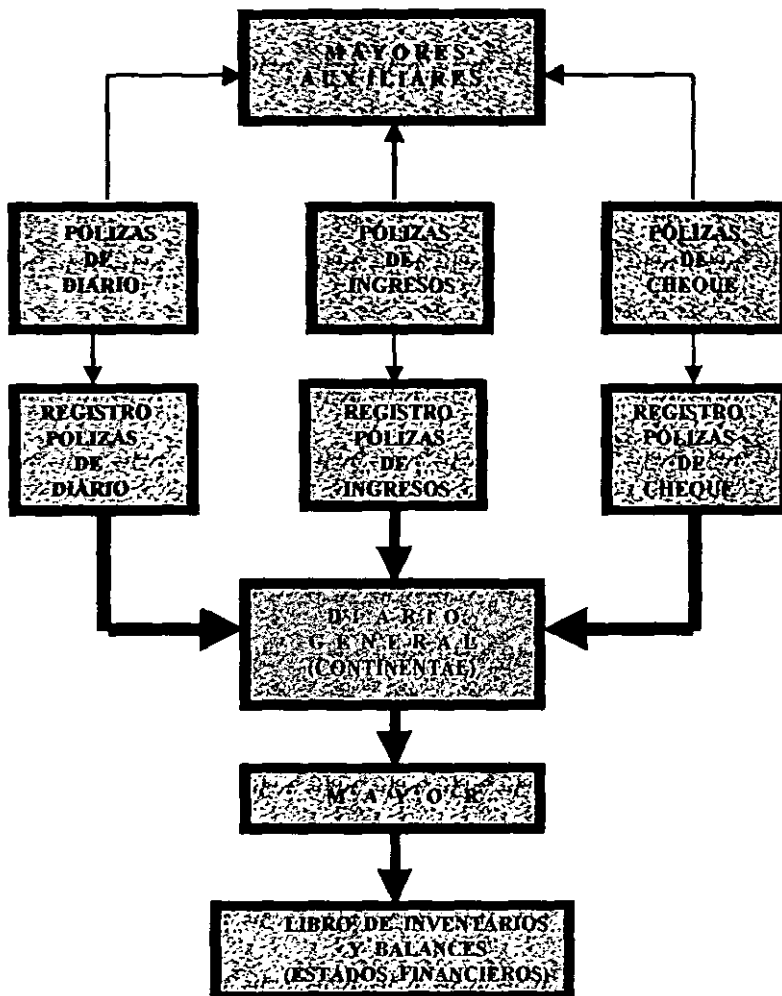 MAYORES
AUXILIARES
POLIZAS
DE
DIARIO
POLIZAS
DE
INGRESOS
POLIZAS
DE
CHEQUE
REGISTRO
POLIZAS
DE
DIARIO
REGISTRO
POLIZAS
DE
INGRESOS
REGISTRO
POLIZAS
DE
CHEQUE
DIARIO
GENERAL
(CONTINENTAL)
MAYOR
LIBRO DE INVENTARIOS
Y BALANCES
(ESTADOS FINANCIEROS)